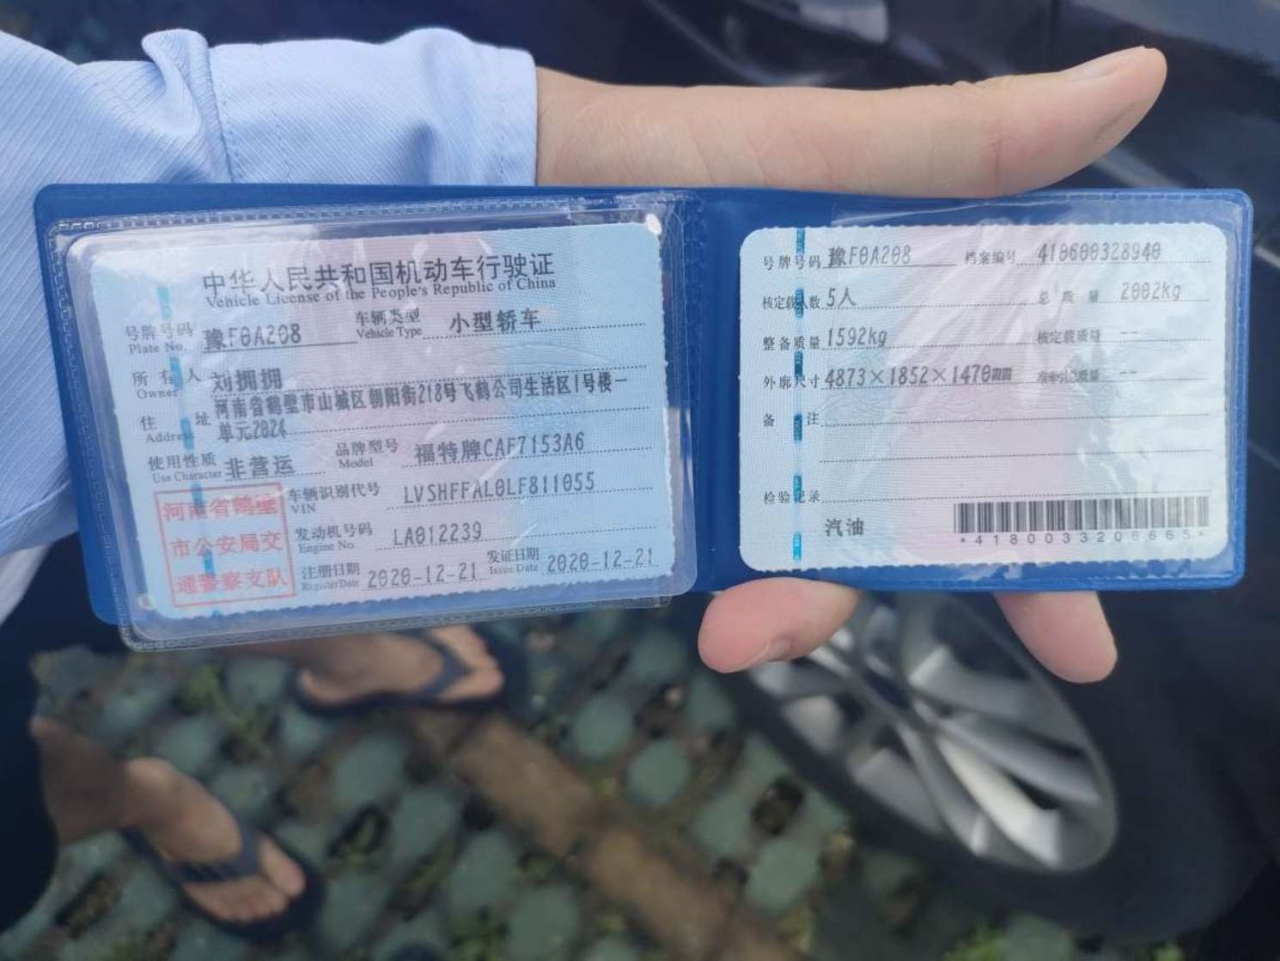 中华人民共和国机动车行驶证
Vehicle License of the People's Republic of China
号牌号码 豫F0A208 车辆类型 小型轿车
Plate No. Vehicle Type
所有人 刘拥拥
Owner
住址 河南省鹤壁市山城区朝阳街218号飞鹤公司生活区1号楼一
Address 单元2024
使用性质 非营运 品牌型号 福特牌CAF7153A6
Use Character Model
河南省鹤壁
市公安局交
通警察支队
车辆识别代号 LVSHFFAL0LF811055
VIN
发动机号码 LA012239
Engine No.
注册日期 2020-12-21 发证日期 2020-12-21
Register Date Issue Date
号牌号码 豫F0A208 档案编号 410600328940
核定载人数 5人 总质量 2002kg
整备质量 1592kg 核定载质量 --
外廓尺寸 4873×1852×1470mm 准牵引总质量 --
备注
检验记录
汽油
*4180033206665*